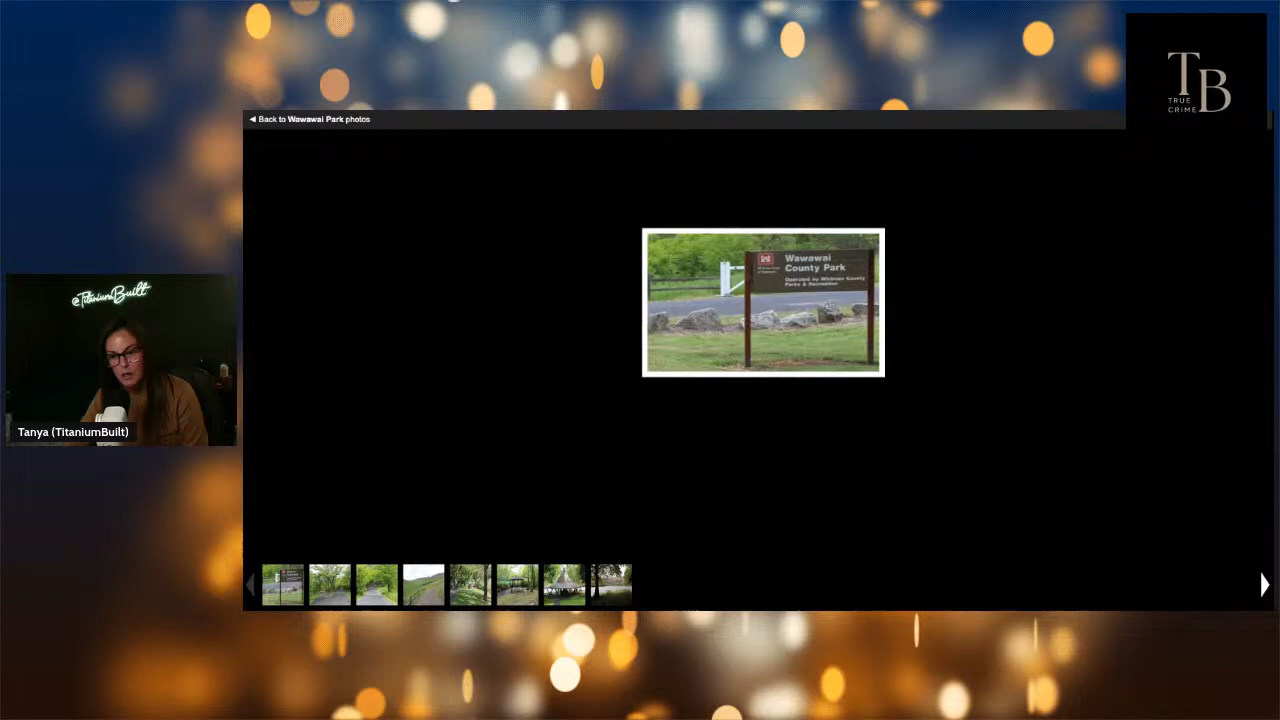 ◀ Back to Wawawai Park photos
TB
TRUE
CRIME
Wawawai
County Park
Operated by Whitman County
Parks & Recreation
@TitaniumBuilt
Tanya (TitaniumBuilt)